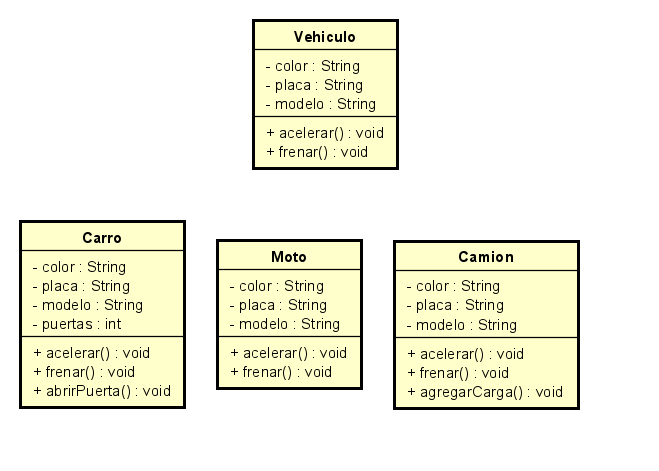 Vehiculo
- color : String
- placa : String
- modelo : String
+ acelerar() : void
+ frenar() : void
Carro
- color : String
- placa : String
- modelo : String
- puertas : int
+ acelerar() : void
+ frenar() : void
+ abrirPuerta() : void
Moto
- color : String
- placa : String
- modelo : String
+ acelerar() : void
+ frenar() : void
Camion
- color : String
- placa : String
- modelo : String
+ acelerar() : void
+ frenar() : void
+ agregarCarga() : void